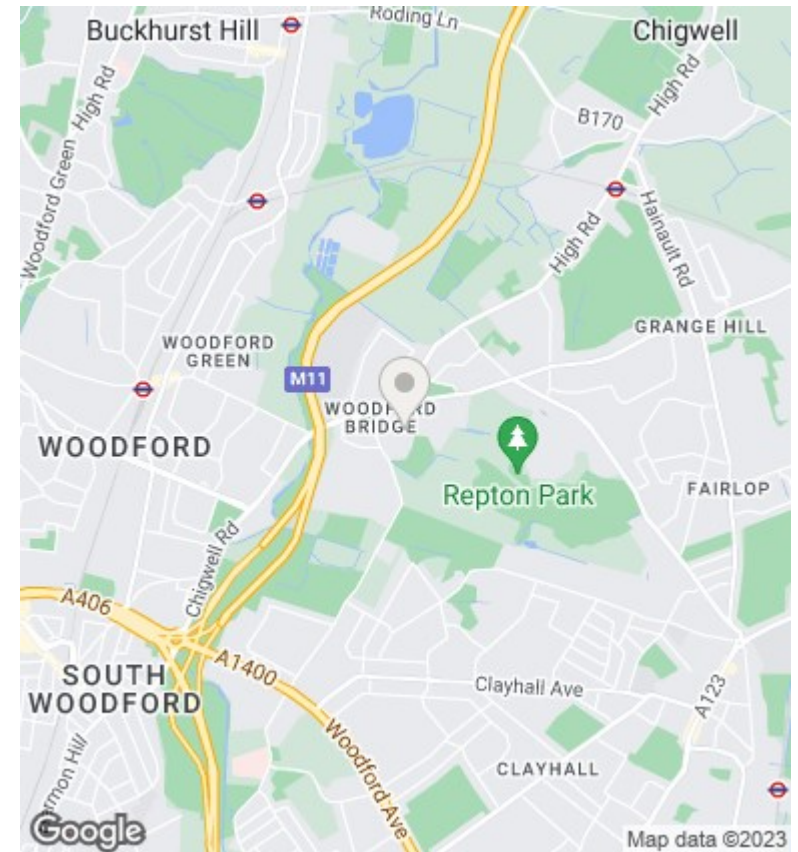 Buckhurst Hill
Roding Ln
Chigwell
High Rd
B170
High Rd
Woodford Green
High Rd
Hainault Rd
GRANGE HILL
WOODFORD
GREEN
M11
WOODFORD
BRIDGE
WOODFORD
Repton Park
FAIRLOP
Chigwell Rd
A406
A1400
SOUTH
WOODFORD
Clayhall Ave
A123
Woodford Ave
CLAYHALL
Hill
Google
Map data ©2023